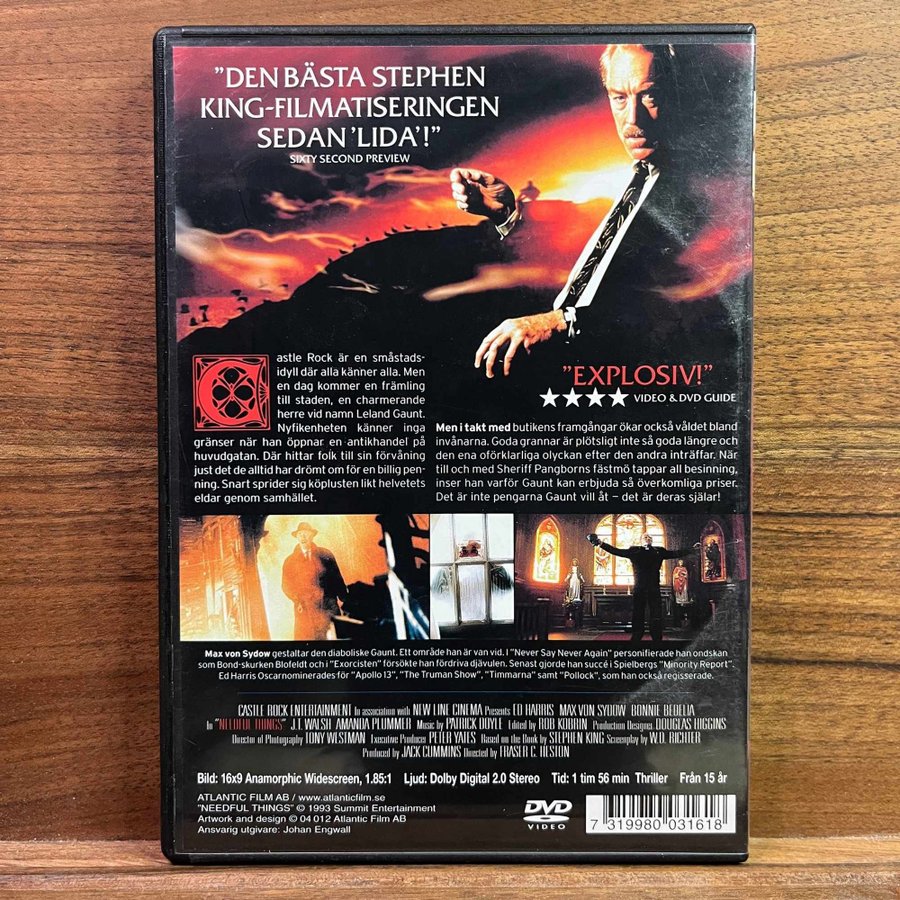 ”DEN BÄSTA STEPHEN
KING-FILMATISERINGEN
SEDAN ’LIDA’!”
SIXTY SECOND PREVIEW
Castle Rock är en småstads-
idyll där alla känner alla. Men
en dag kommer en främling
till staden, en charmerande
herre vid namn Leland Gaunt.
Nyfikenheten känner inga
gränser när han öppnar en antikhandel på
huvudgatan. Där hittar folk till sin förvåning
just det de alltid har drömt om för en billig pen-
ning. Snart sprider sig köplusten likt helvetets
eldar genom samhället.
”EXPLOSIV!”
★★★★ VIDEO & DVD GUIDE
Men i takt med butikens framgångar ökar också våldet bland
invånarna. Goda grannar är plötsligt inte så goda längre och
den ena oförklarliga olyckan efter den andra inträffar. När
till och med Sheriff Pangborns fästmö tappar all besinning,
inser han varför Gaunt kan erbjuda så överkomliga priser.
Det är inte pengarna Gaunt vill åt – det är deras själar!
Max von Sydow gestaltar den diaboliske Gaunt. Ett område han är van vid. I ”Never Say Never Again” personifierade han ondskan
som Bond-skurken Blofeldt och i ”Exorcisten” försökte han fördriva djävulen. Senast gjorde han succé i Spielbergs ”Minority Report”.
Ed Harris Oscarnominerades för ”Apollo 13”, ”The Truman Show”, ”Timmarna” samt ”Pollock”, som han också regisserade.
CASTLE ROCK ENTERTAINMENT In association with NEW LINE CINEMA Presents ED HARRIS MAX VON SYDOW BONNIE BEDELIA
In "NEEDFUL THINGS" J.T. WALSH AMANDA PLUMMER Music by PATRICK DOYLE Edited by ROB KOBRIN Production Designer DOUGLAS HIGGINS
Director of Photography TONY WESTMAN Executive Producer PETER YATES Based on the Book by STEPHEN KING Screenplay by W.D. RICHTER
Produced by JACK CUMMINS Directed by FRASER C. HESTON
Bild: 16x9 Anamorphic Widescreen, 1.85:1 Ljud: Dolby Digital 2.0 Stereo Tid: 1 tim 56 min Thriller Från 15 år
ATLANTIC FILM AB / www.atlanticfilm.se
"NEEDFUL THINGS" © 1993 Summit Entertainment
Artwork and design © 04 012 Atlantic Film AB
Ansvarig utgivare: Johan Engwall
DVD
VIDEO
7 319980 031618